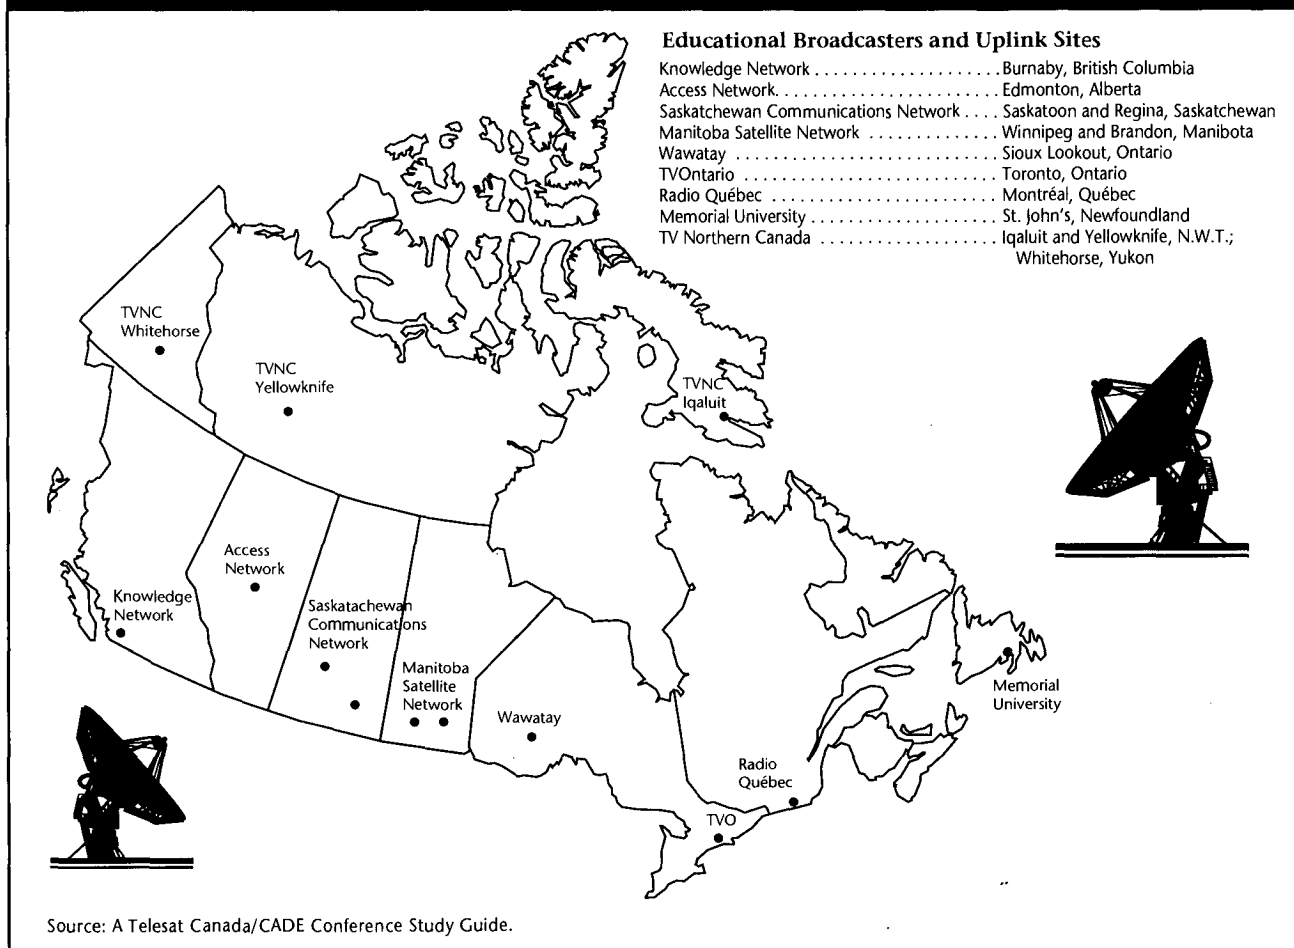 Educational Broadcasters and Uplink Sites
Knowledge Network . . . . . . . . . . . . . . . . . . . . Burnaby, British Columbia
Access Network. . . . . . . . . . . . . . . . . . . . . . . . Edmonton, Alberta
Saskatchewan Communications Network . . . . Saskatoon and Regina, Saskatchewan
Manitoba Satellite Network . . . . . . . . . . . . . . Winnipeg and Brandon, Manibota
Wawatay . . . . . . . . . . . . . . . . . . . . . . . . . . . . Sioux Lookout, Ontario
TVOntario . . . . . . . . . . . . . . . . . . . . . . . . . . . Toronto, Ontario
Radio Québec . . . . . . . . . . . . . . . . . . . . . . . . Montréal, Québec
Memorial University . . . . . . . . . . . . . . . . . . . . St. John's, Newfoundland
TV Northern Canada . . . . . . . . . . . . . . . . . . . Iqaluit and Yellowknife, N.W.T.;
Whitehorse, Yukon
TVNC
Whitehorse
TVNC
Yellowknife
TVNC
Iqaluit
Access
Network
Knowledge
Network
Saskatachewan
Communications
Network
Manitoba
Satellite
Network
Wawatay
Memorial
University
Radio
Québec
TVO
Source: A Telesat Canada/CADE Conference Study Guide.